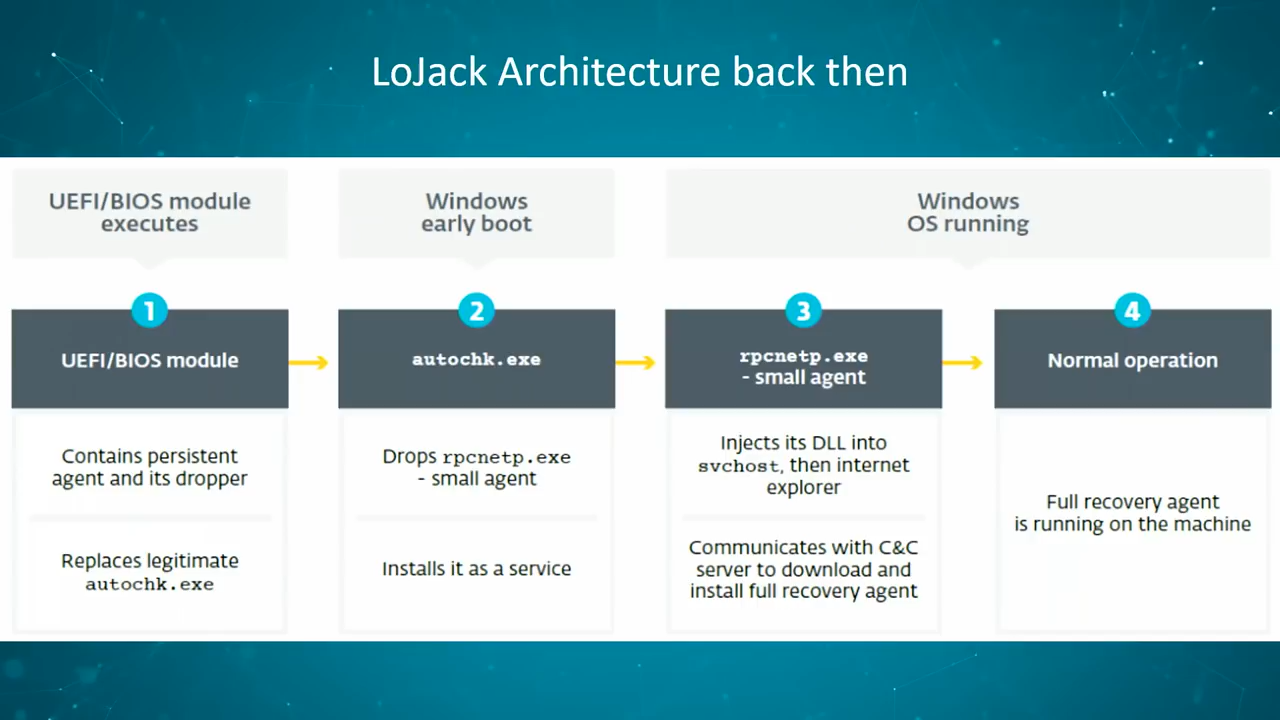 LoJack Architecture back then
UEFI/BIOS module
executes
Windows
early boot
Windows
OS running
1
2
3
4
UEFI/BIOS module
autochk.exe
rpcnetp.exe
- small agent
Normal operation
Contains persistent
agent and its dropper
Replaces legitimate
autochk.exe
Drops rpcnetp.exe
- small agent
Installs it as a service
Injects its DLL into
svchost, then internet
explorer
Communicates with C&C
server to download and
install full recovery agent
Full recovery agent
is running on the machine